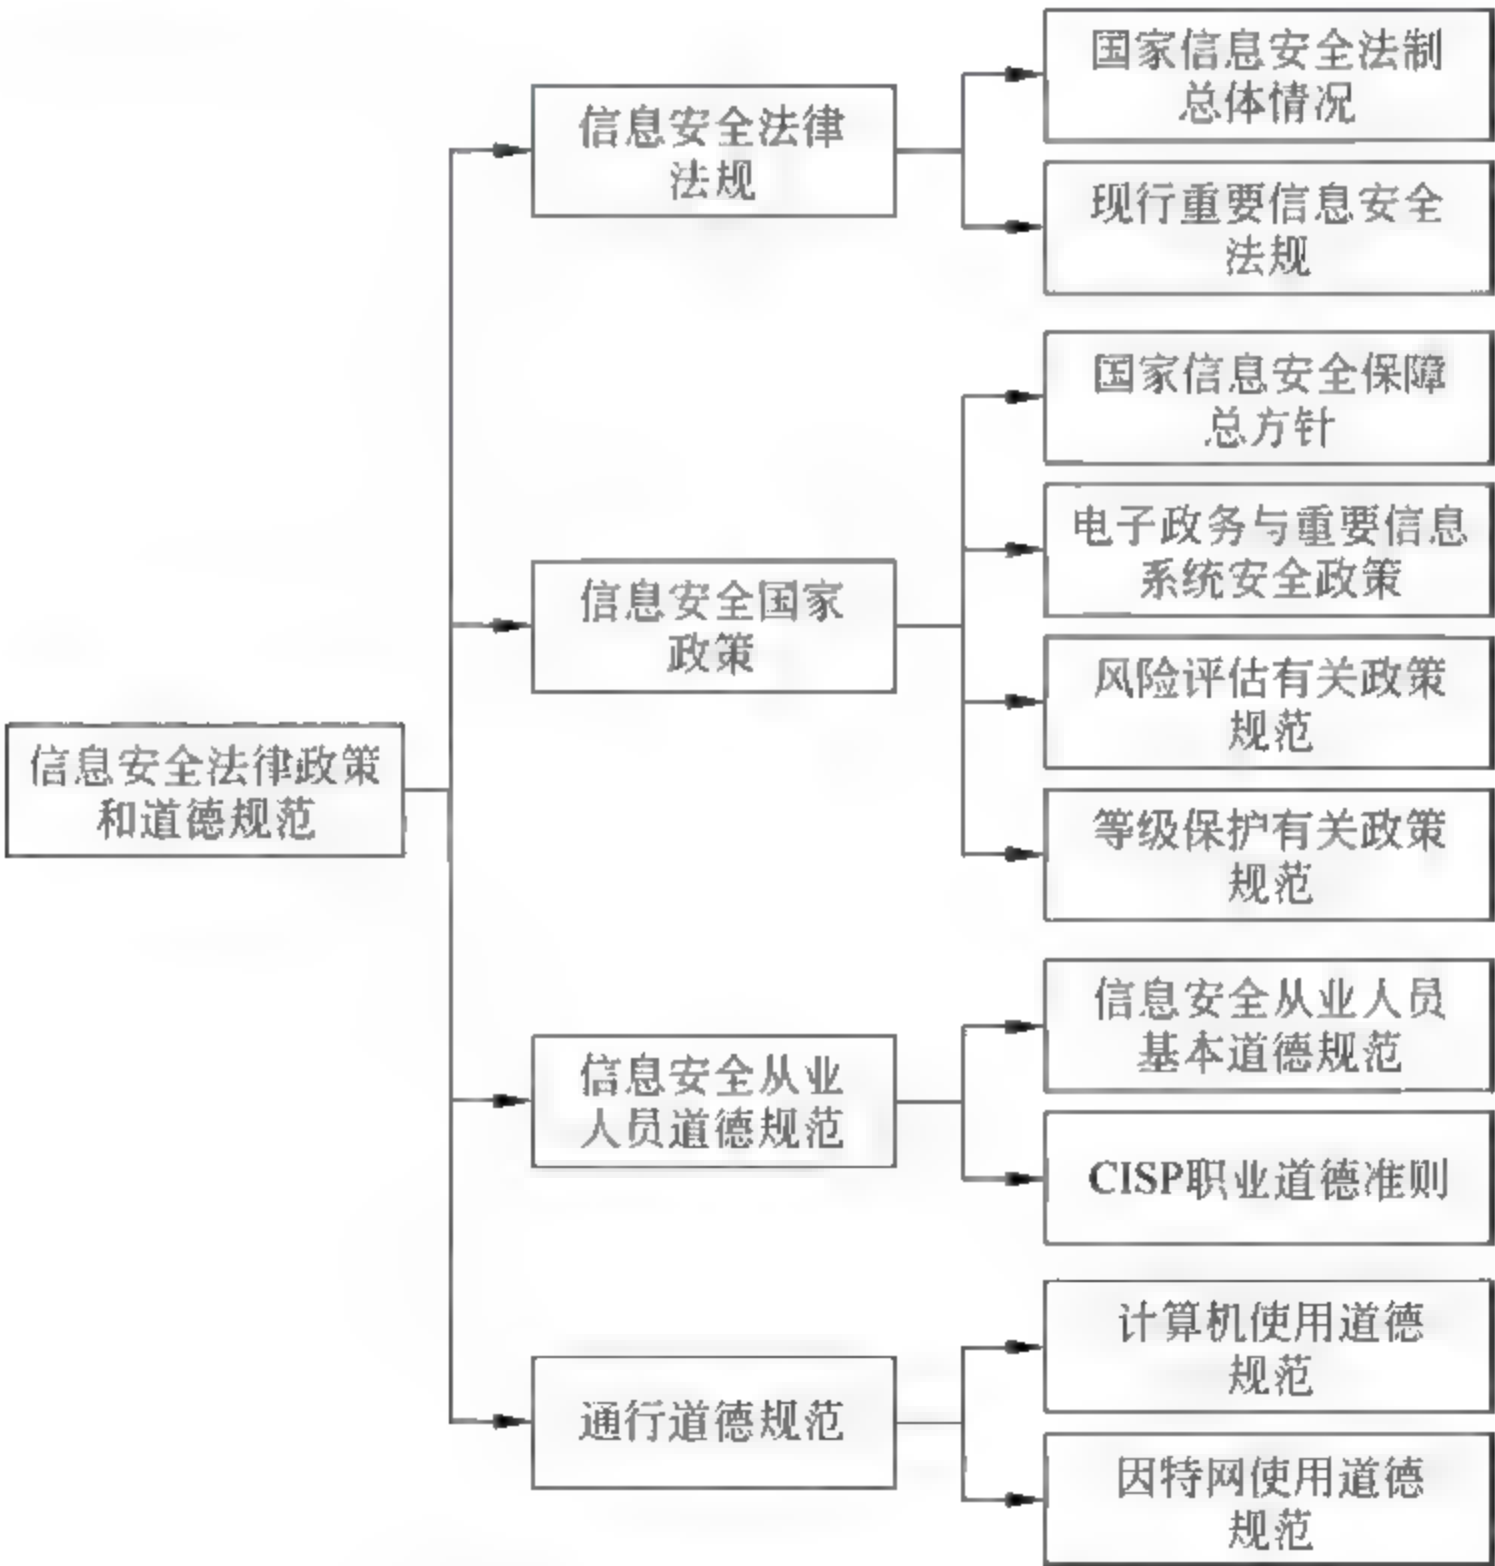 信息安全法律政策
和道德规范
信息安全法律
法规
国家信息安全法制
总体情况
现行重要信息安全
法规
信息安全国家
政策
国家信息安全保障
总方针
电子政务与重要信息
系统安全政策
风险评估有关政策
规范
等级保护有关政策
规范
信息安全从业
人员道德规范
信息安全从业人员
基本道德规范
CISP职业道德准则
通行道德规范
计算机使用道德
规范
因特网使用道德
规范